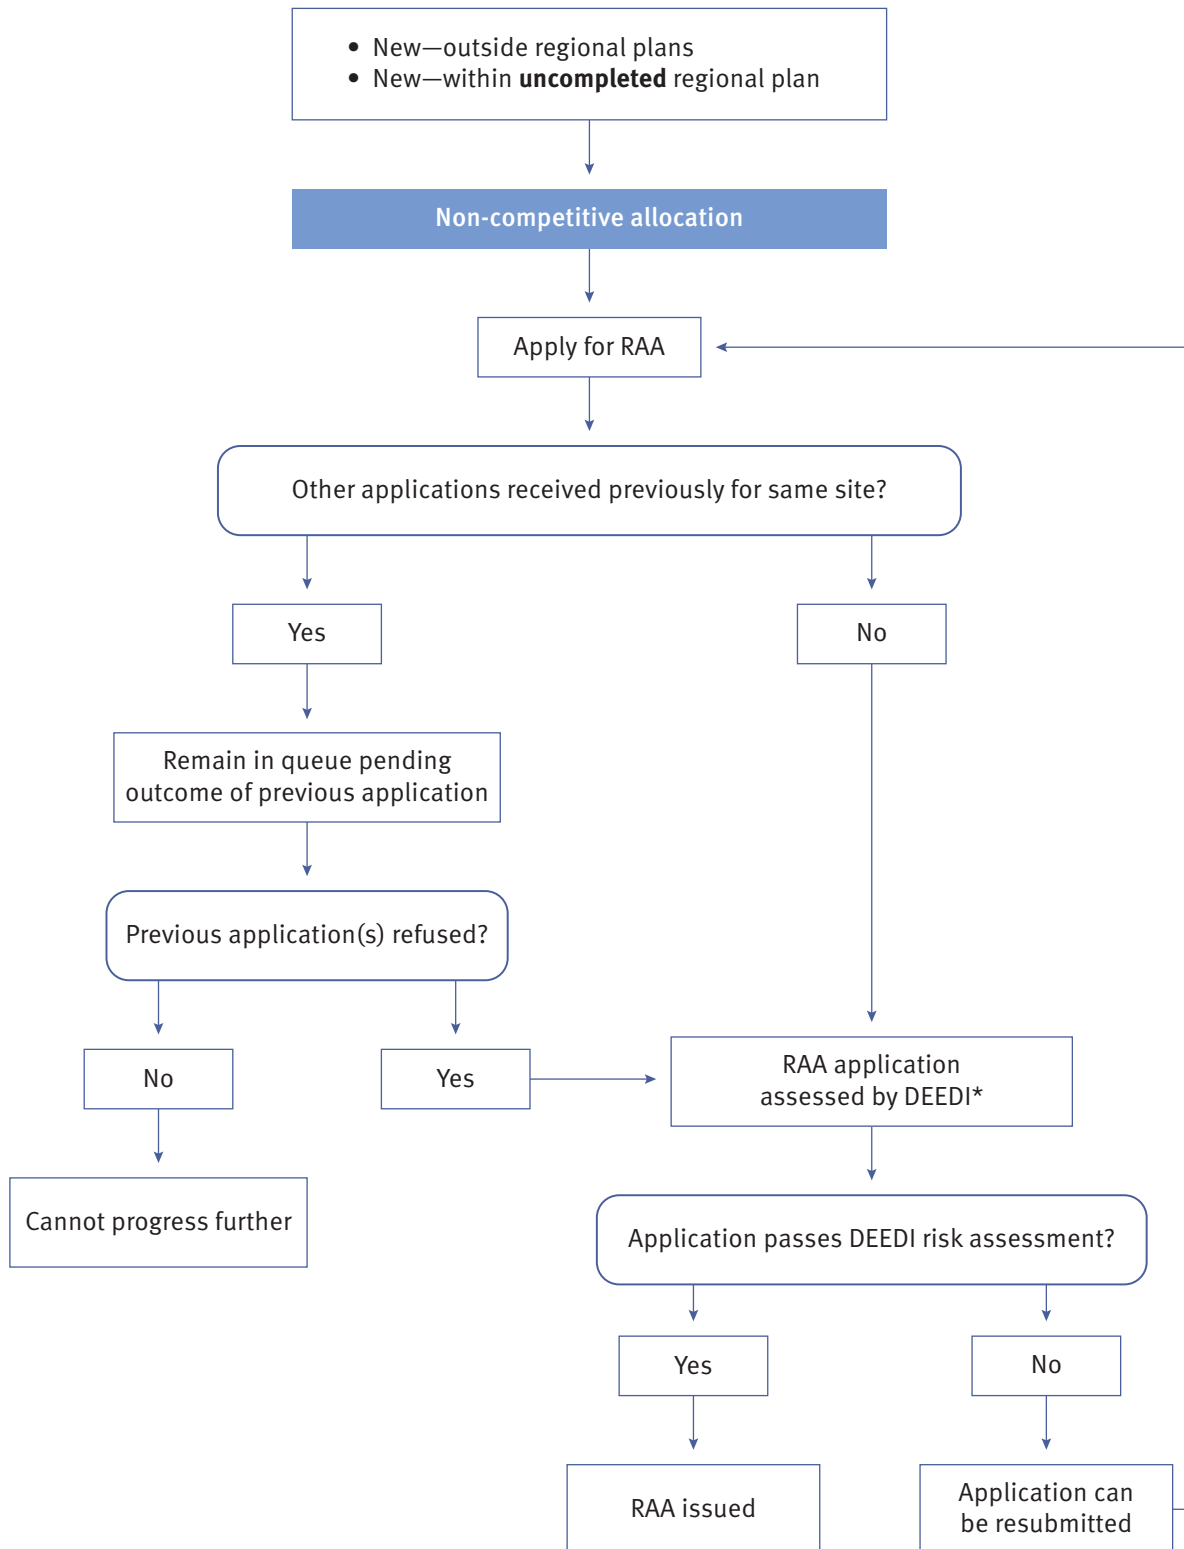 • New—outside regional plans
• New—within uncompleted regional plan
Non-competitive allocation
Apply for RAA
Other applications received previously for same site?
Yes
No
Remain in queue pending
outcome of previous application
Previous application(s) refused?
No
Yes
RAA application
assessed by DEEDI*
Cannot progress further
Application passes DEEDI risk assessment?
Yes
No
RAA issued
Application can
be resubmitted